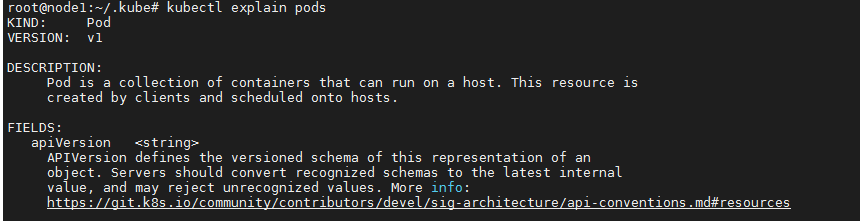 root@node1:~/.kube# kubectl explain pods
KIND:     Pod
VERSION:  v1
DESCRIPTION:
     Pod is a collection of containers that can run on a host. This resource is
     created by clients and scheduled onto hosts.
FIELDS:
   apiVersion   <string>
     APIVersion defines the versioned schema of this representation of an
     object. Servers should convert recognized schemas to the latest internal
     value, and may reject unrecognized values. More info:
     https://git.k8s.io/community/contributors/devel/sig-architecture/api-conventions.md#resources